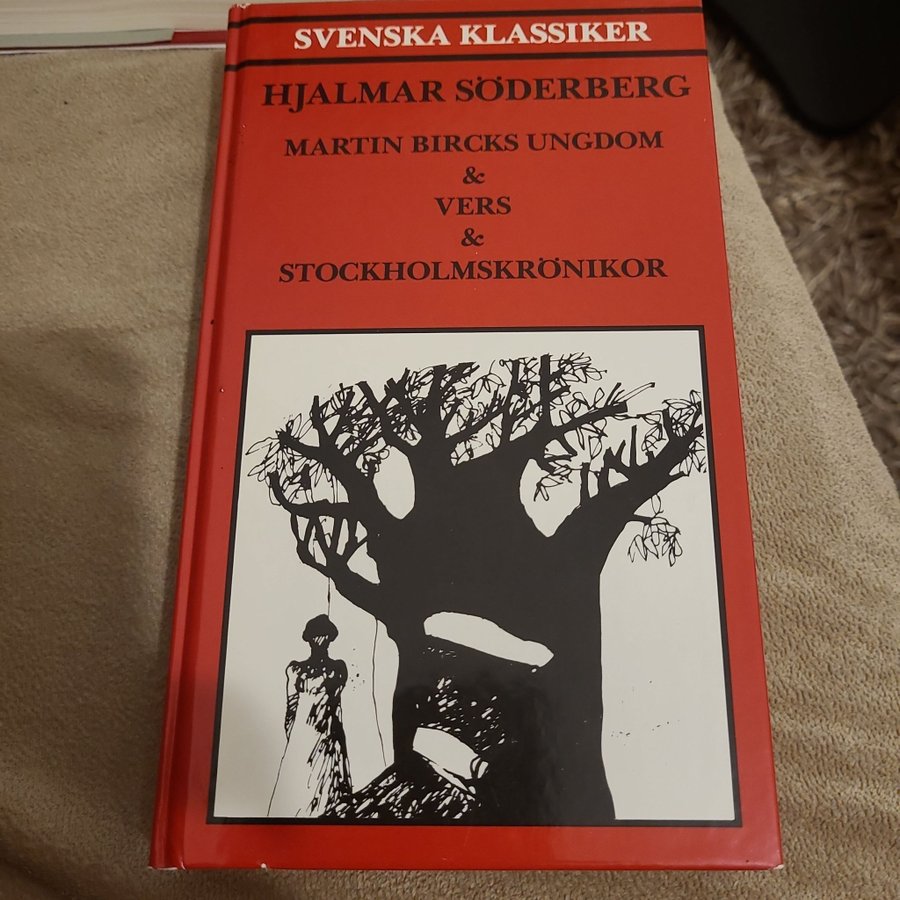 SVENSKA KLASSIKER
HJALMAR SÖDERBERG
MARTIN BIRCKS UNGDOM
&
VERS
&
STOCKHOLMSKRÖNIKOR